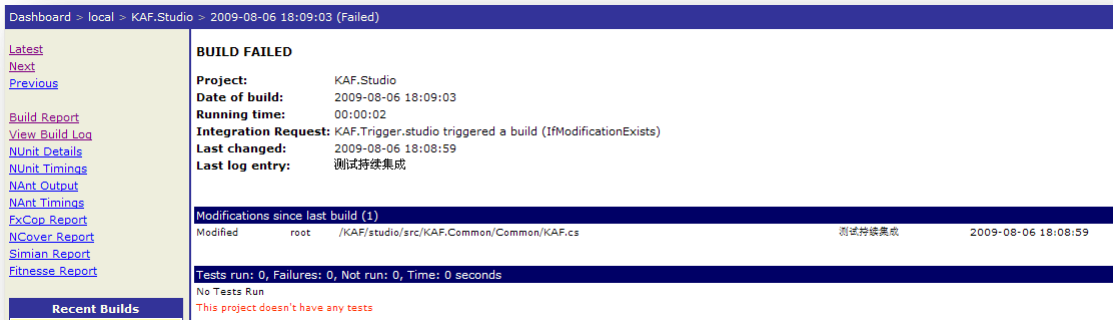 Dashboard > local > KAF.Studio > 2009-08-06 18:09:03 (Failed)
Latest
Next
Previous
Build Report
View Build Log
NUnit Details
NUnit Timings
NAnt Output
NAnt Timings
FxCop Report
NCover Report
Simian Report
Fitnesse Report
Recent Builds
BUILD FAILED
Project: KAF.Studio
Date of build: 2009-08-06 18:09:03
Running time: 00:00:02
Integration Request: KAF.Trigger.studio triggered a build (IfModificationExists)
Last changed: 2009-08-06 18:08:59
Last log entry: 测试持续集成
Modifications since last build (1)
Modified root /KAF/studio/src/KAF.Common/Common/KAF.cs 测试持续集成 2009-08-06 18:08:59
Tests run: 0, Failures: 0, Not run: 0, Time: 0 seconds
No Tests Run
This project doesn't have any tests